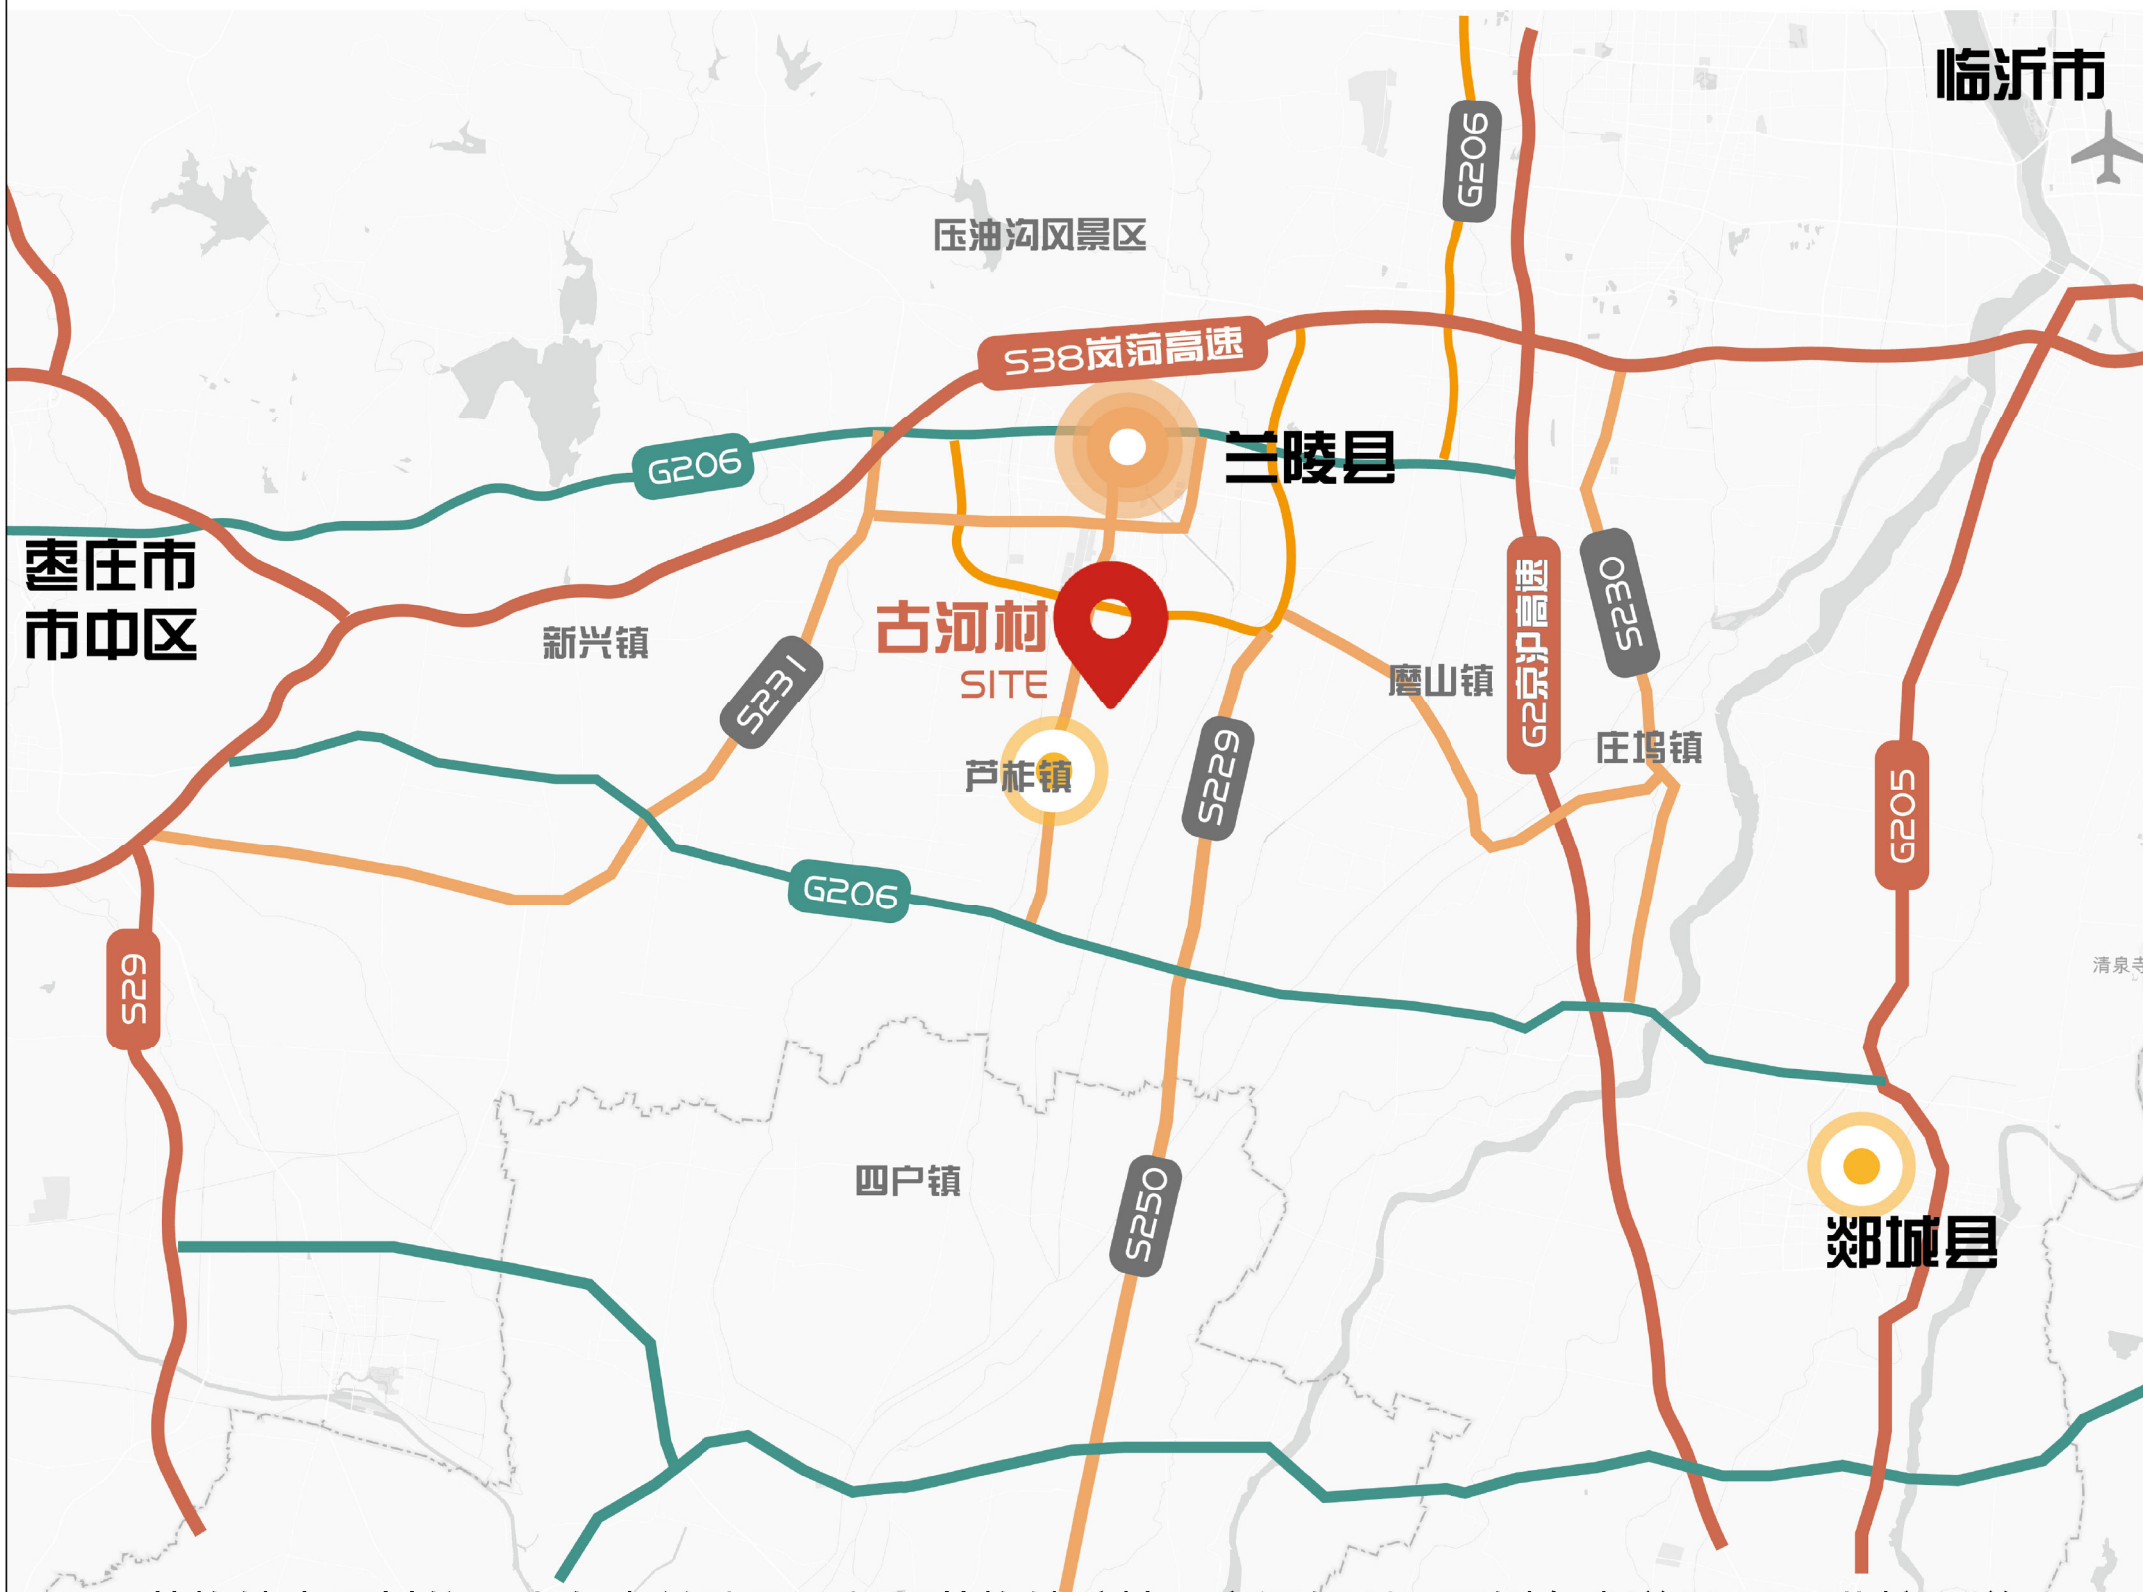 临沂市
G206
压油沟风景区
S38岚菏高速
兰陵县
G206
枣庄市
市中区
新兴镇
古河村
SITE
S231
磨山镇
G2京沪高速
S230
庄坞镇
芦柞镇
S229
G205
G206
S29
清泉寺
四户镇
S250
郯城县